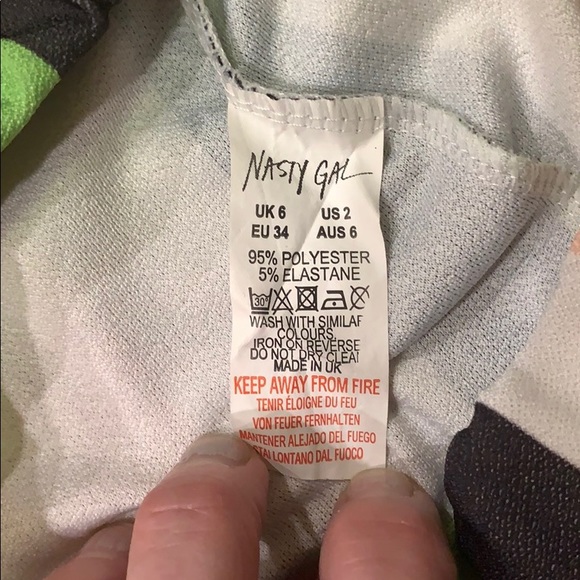 NASTY GAL
UK 6 US 2
EU 34 AUS 6
95% POLYESTER
5% ELASTANE
30°
WASH WITH SIMILAR
COLOURS
IRON ON REVERSE
DO NOT DRY CLEAN
MADE IN UK
KEEP AWAY FROM FIRE
TENIR ÉLOIGNE DU FEU
VON FEUER FERNHALTEN
MANTENER ALEJADO DEL FUEGO
STAI LONTANO DAL FUOCO